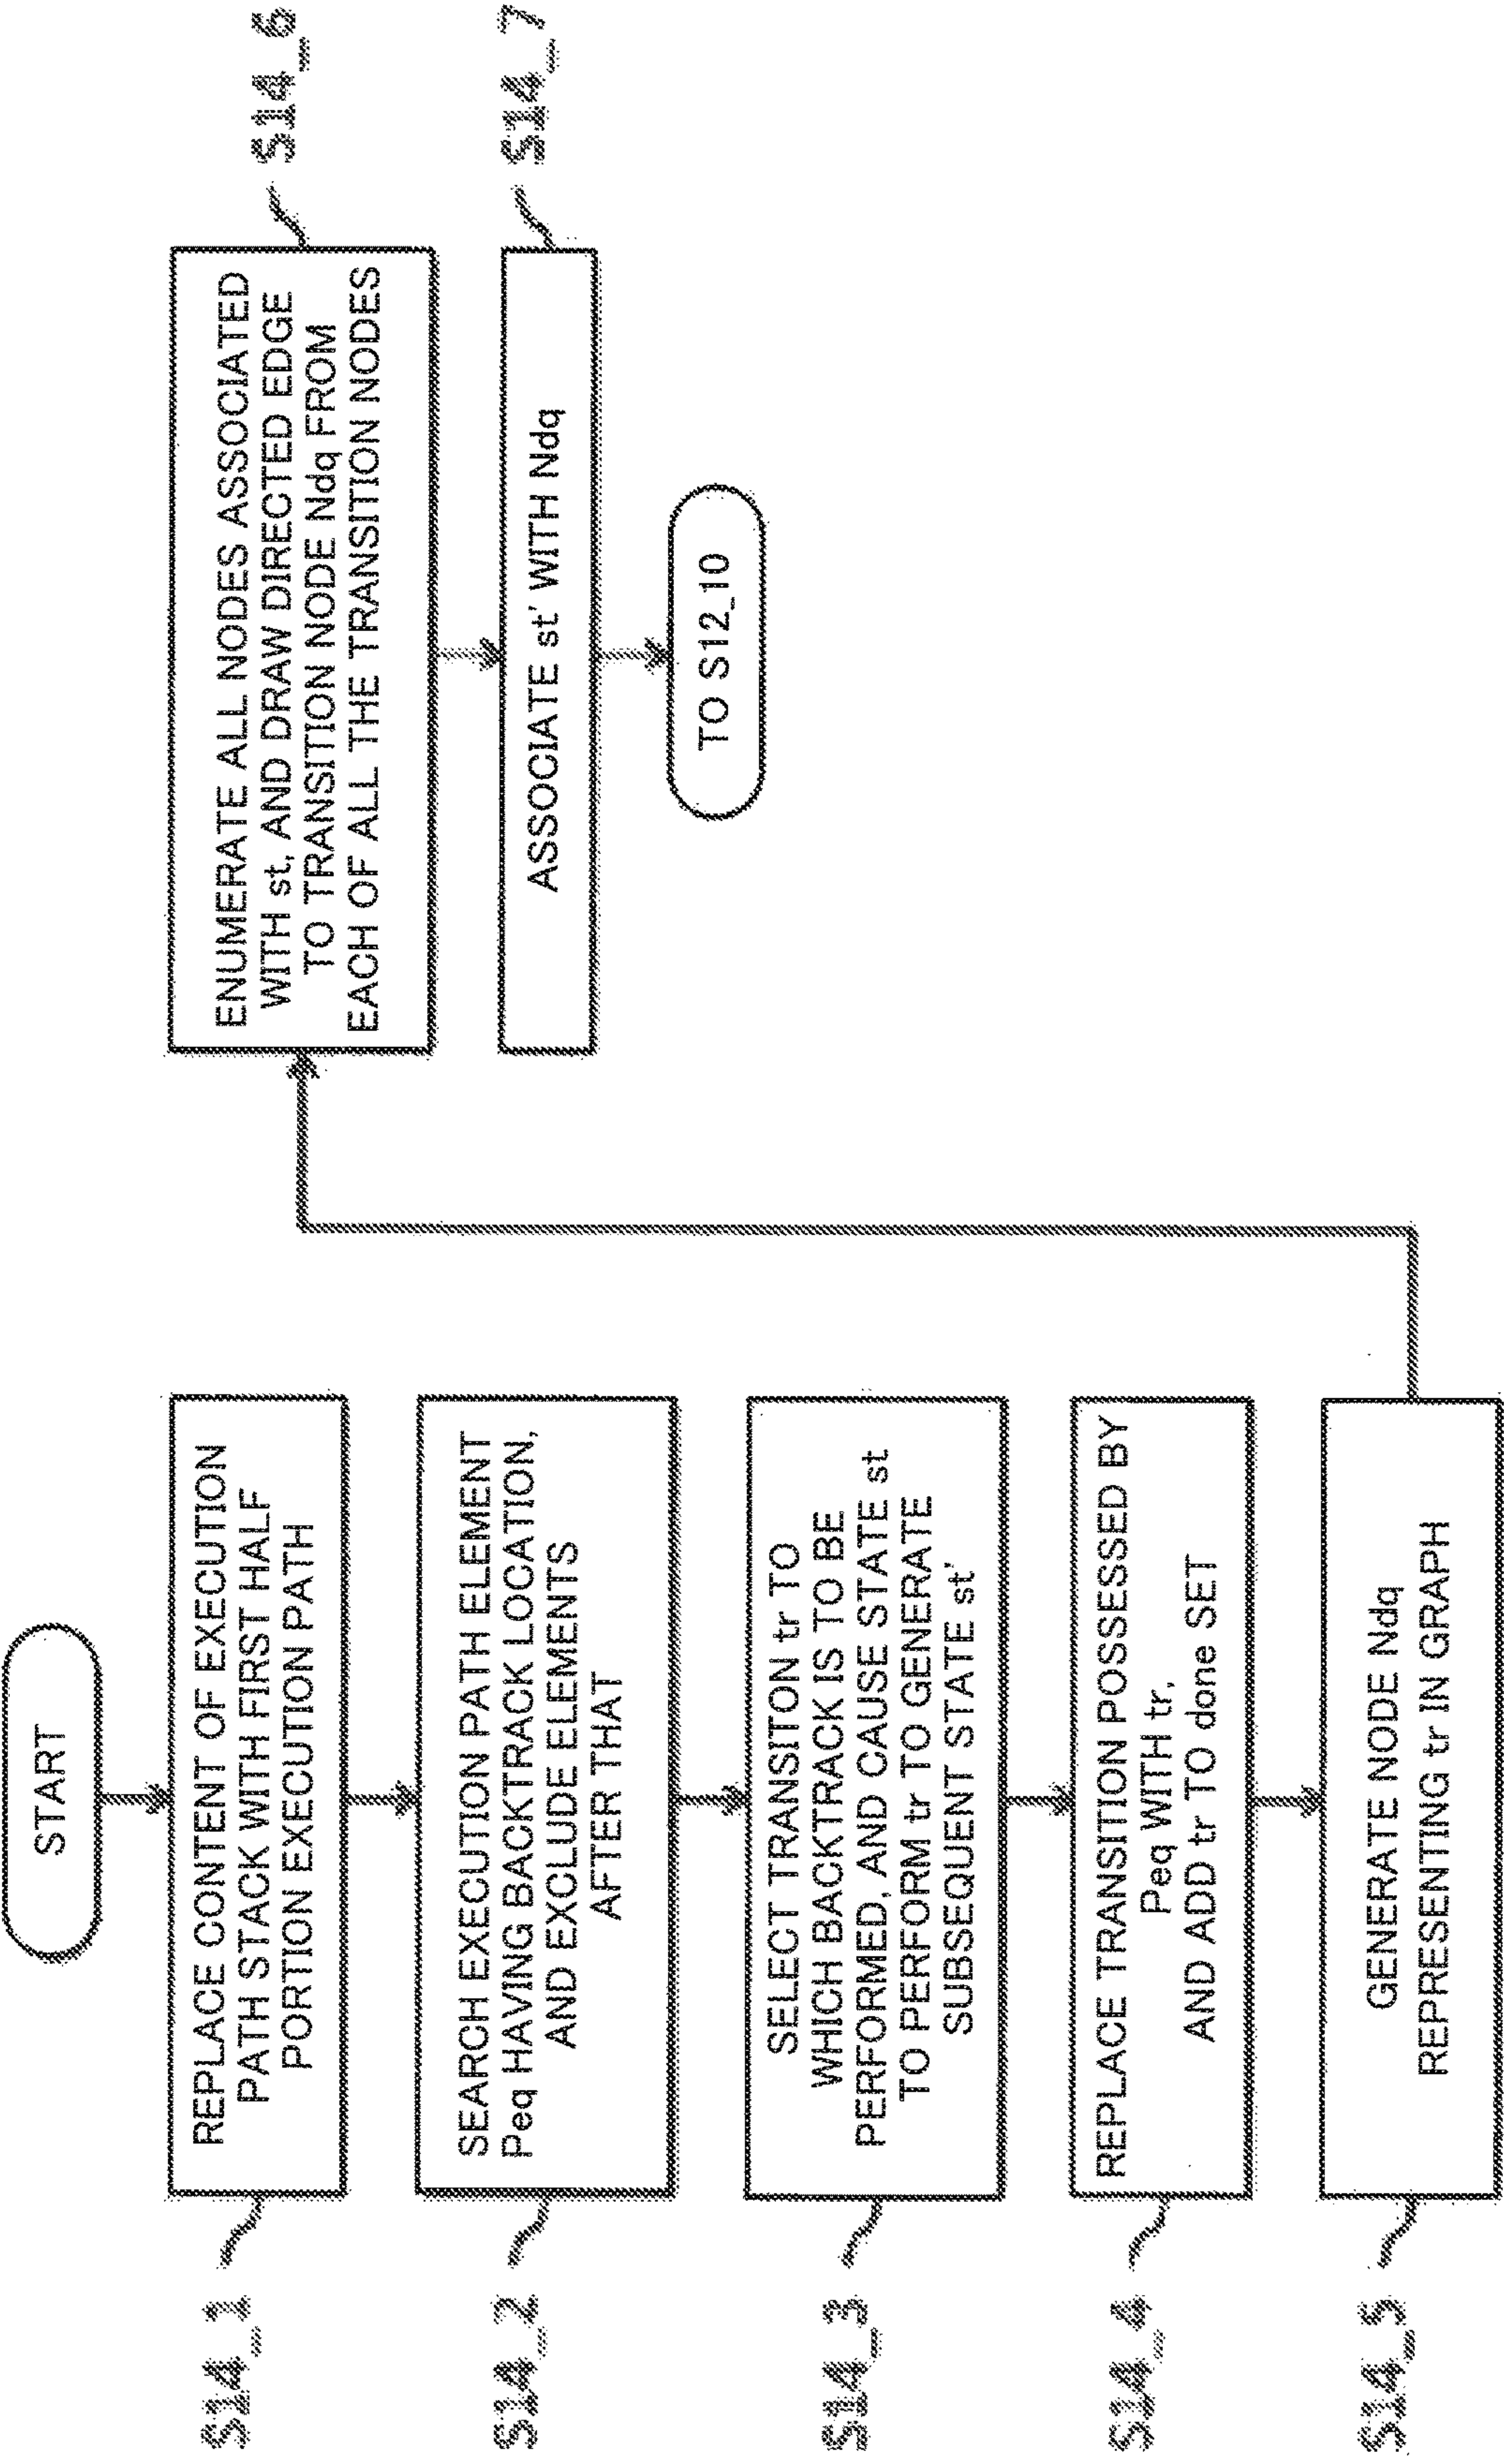 START
S14_1
REPLACE CONTENT OF EXECUTION
PATH STACK WITH FIRST HALF
PORTION EXECUTION PATH
S14_2
SEARCH EXECUTION PATH ELEMENT
Peq HAVING BACKTRACK LOCATION,
AND EXCLUDE ELEMENTS
AFTER THAT
S14_3
SELECT TRANSITON tr TO
WHICH BACKTRACK IS TO BE
PERFORMED, AND CAUSE STATE st
TO PERFORM tr TO GENERATE
SUBSEQUENT STATE st'
S14_4
REPLACE TRANSITION POSSESSED BY
Peq WITH tr,
AND ADD tr TO done SET
S14_5
GENERATE NODE Ndq
REPRESENTING tr IN GRAPH
S14_6
ENUMERATE ALL NODES ASSOCIATED
WITH st, AND DRAW DIRECTED EDGE
TO TRANSITION NODE Ndq FROM
EACH OF ALL THE TRANSITION NODES
S14_7
ASSOCIATE st' WITH Ndq
TO S12_10